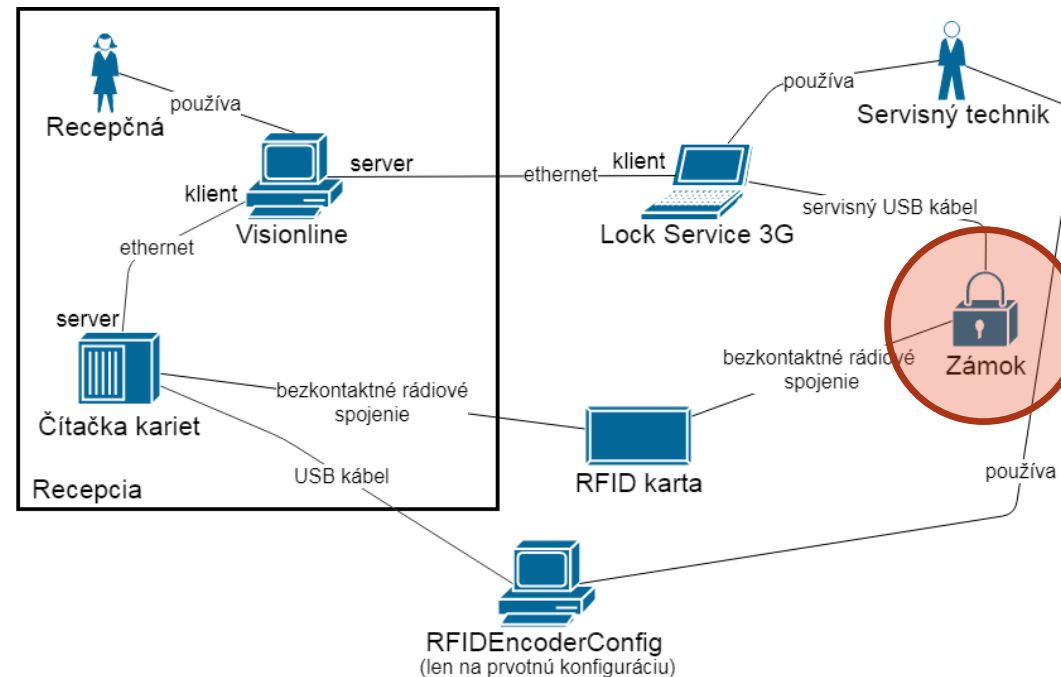 Recepčná
používa
klient
server
Visionline
ethernet
server
Čítačka kariet
Recepcia
ethernet
klient
Lock Service 3G
používa
Servisný technik
servisný USB kábel
Zámok
bezkontaktné rádiové
spojenie
bezkontaktné rádiové
spojenie
RFID karta
USB kábel
používa
RFIDEncoderConfig
(len na prvotnú konfiguráciu)